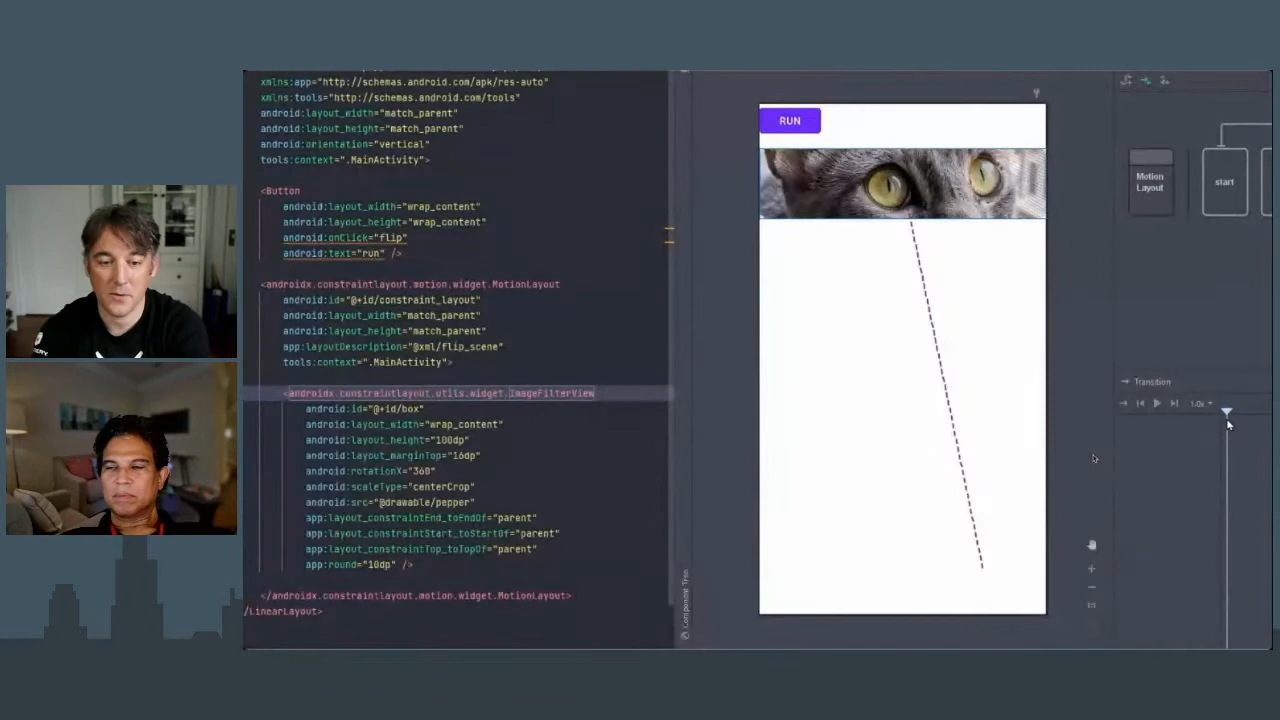 xmlns:app="http://schemas.android.com/apk/res-auto"
xmlns:tools="http://schemas.android.com/tools"
android:layout_width="match_parent"
android:layout_height="match_parent"
android:orientation="vertical"
tools:context=".MainActivity">
<Button
android:layout_width="wrap_content"
android:layout_height="wrap_content"
android:onClick="flip"
android:text="run" />
<androidx.constraintlayout.motion.widget.MotionLayout
android:id="@+id/constraint_layout"
android:layout_width="match_parent"
android:layout_height="match_parent"
app:layoutDescription="@xml/flip_scene"
tools:context=".MainActivity">
<androidx.constraintlayout.utils.widget.ImageFilterView
android:id="@+id/box"
android:layout_width="wrap_content"
android:layout_height="100dp"
android:layout_marginTop="16dp"
android:rotationX="360"
android:scaleType="centerCrop"
android:src="@drawable/pepper"
app:layout_constraintEnd_toEndOf="parent"
app:layout_constraintStart_toStartOf="parent"
app:layout_constraintTop_toTopOf="parent"
app:round="10dp" />
</androidx.constraintlayout.motion.widget.MotionLayout>
/LinearLayout>
Component Tree
RUN
Motion
Layout
start
Transition
1.0x
1:1